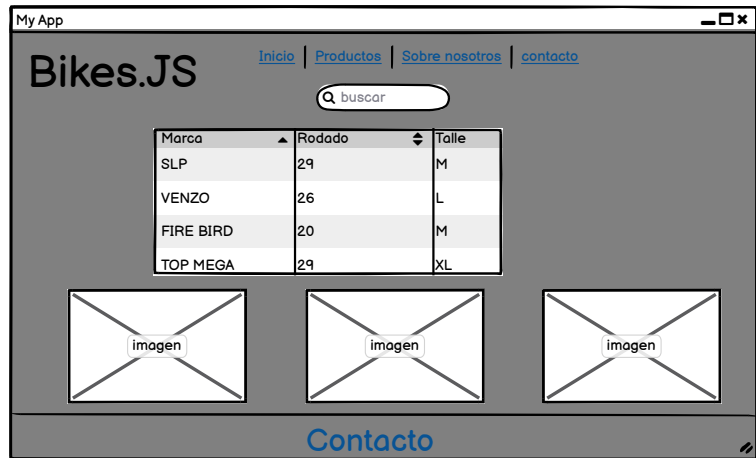 My App
Bikes.JS
Inicio Productos Sobre nosotros contacto
buscar
Marca Rodado Talle
SLP 29 M
VENZO 26 L
FIRE BIRD 20 M
TOP MEGA 29 XL
imagen imagen imagen
Contacto